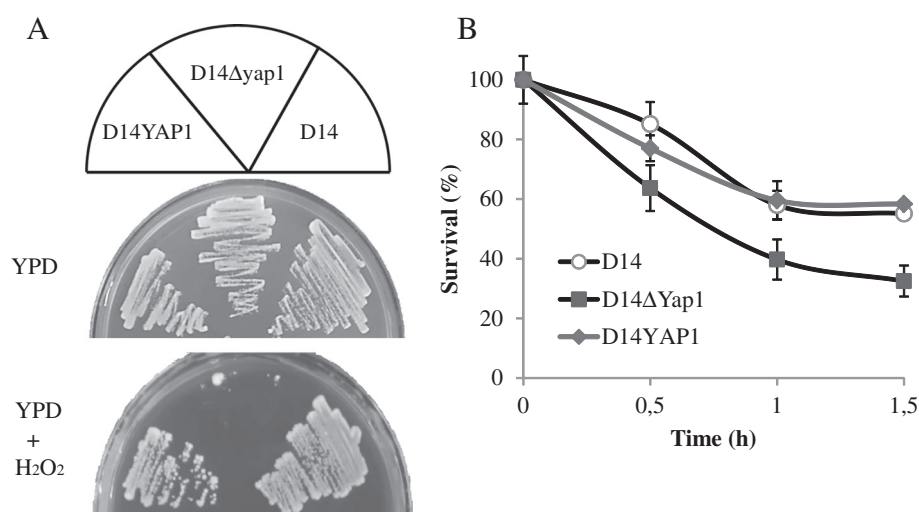 A
D14YAP1
D14Δyap1
D14
YPD
YPD
+
H2O2
B
Survival (%)
100
80
60
40
20
0
D14
D14ΔYap1
D14YAP1
0
0,5
1
1,5
Time (h)